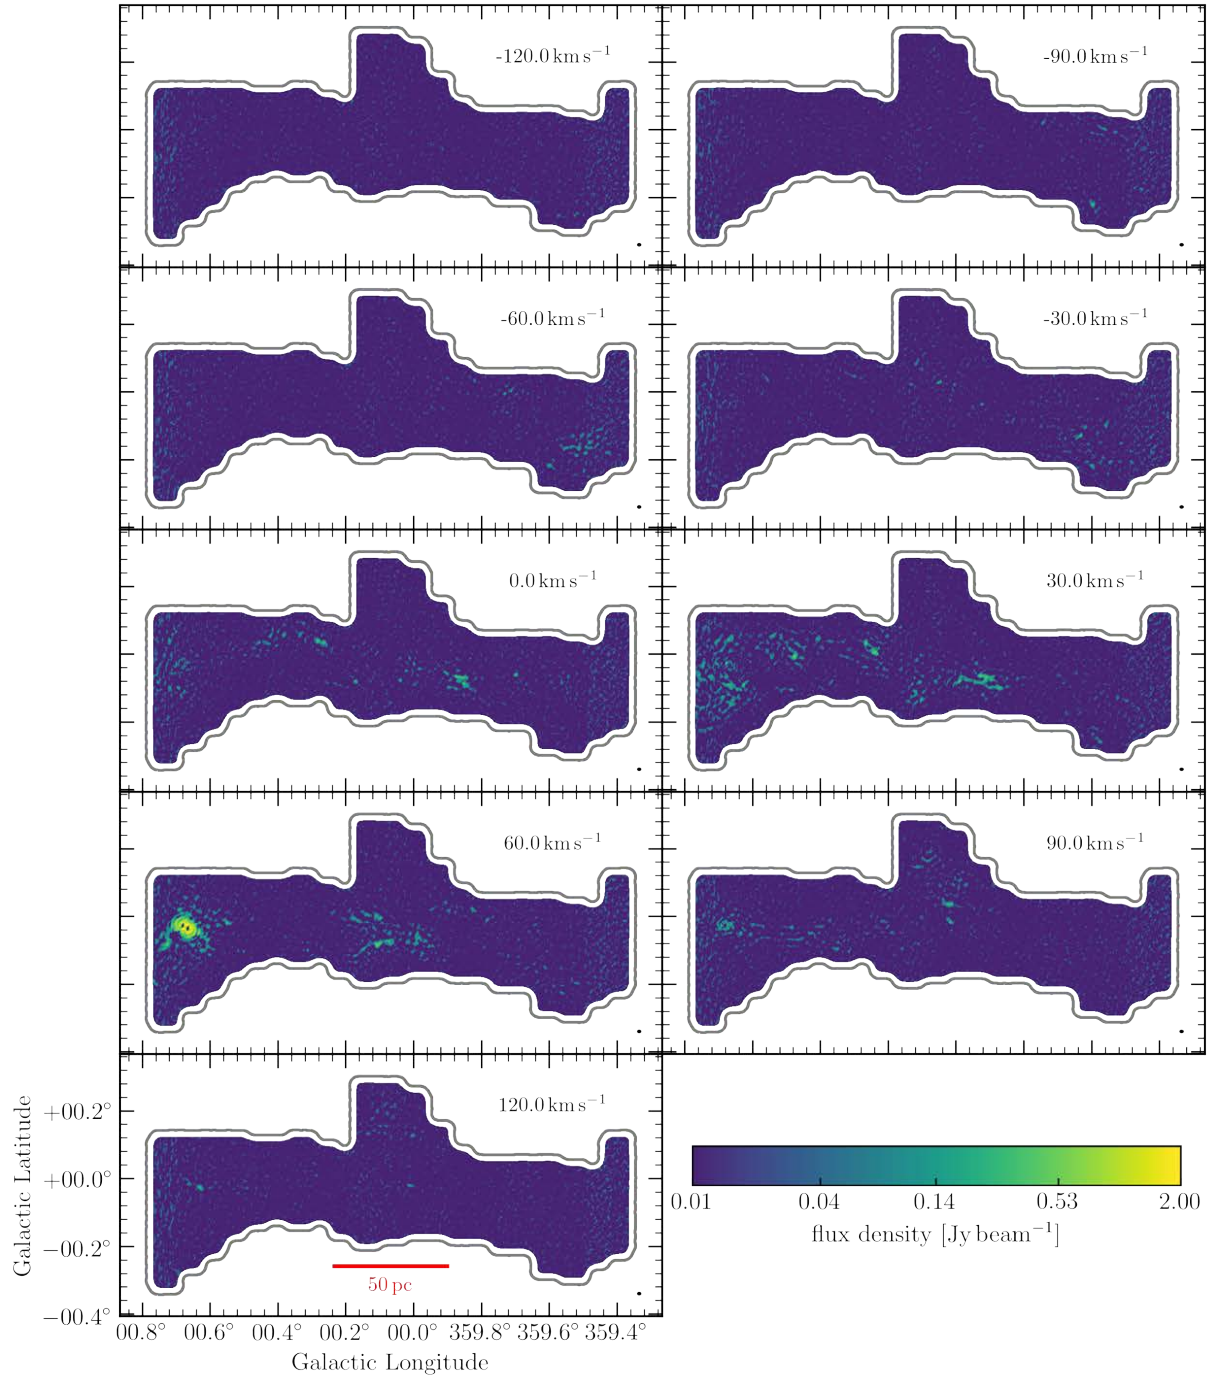 -120.0 km s⁻¹
-90.0 km s⁻¹
-60.0 km s⁻¹
-30.0 km s⁻¹
0.0 km s⁻¹
30.0 km s⁻¹
60.0 km s⁻¹
90.0 km s⁻¹
120.0 km s⁻¹
+00.2°
+00.0°
−00.2°
−00.4°
Galactic Latitude
50 pc
00.8° 00.6° 00.4° 00.2° 00.0° 359.8° 359.6° 359.4°
Galactic Longitude
0.01 0.04 0.14 0.53 2.00
flux density [Jy beam⁻¹]